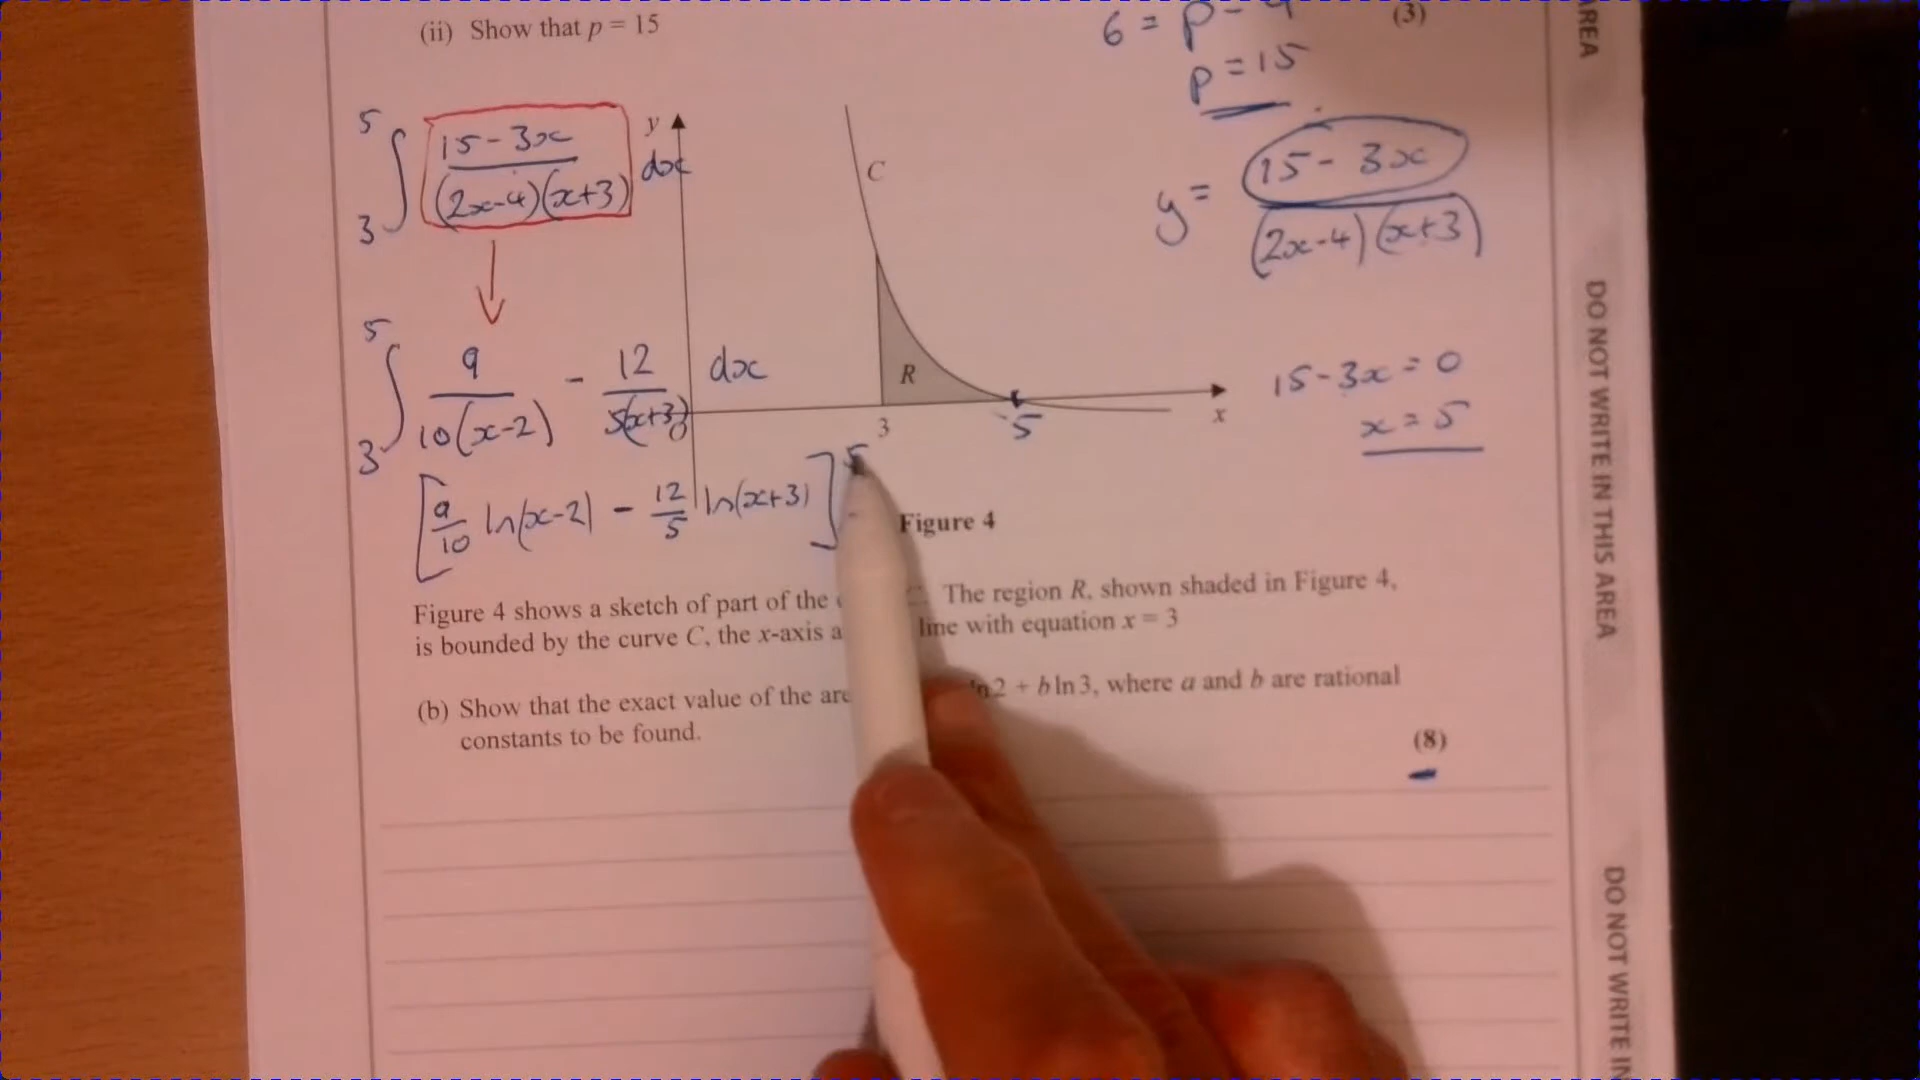 (ii) Show that p = 15
6 = p -
(3)
p = 15
5
∫ 15 - 3x / (2x-4)(x+3) dx
3
y
C
y = 15 - 3x / (2x-4)(x+3)
5
∫ 9 / 10(x-2) - 12 / 5(x+3) dx
3
R
O
3
5
x
15 - 3x = 0
x = 5
[9/10 ln(x-2) - 12/5 ln(x+3)] 5
Figure 4
Figure 4 shows a sketch of part of the The region R, shown shaded in Figure 4,
is bounded by the curve C, the x-axis a line with equation x = 3
(b) Show that the exact value of the are ln2 + b ln3, where a and b are rational
constants to be found.
(8)
AREA
DO NOT WRITE IN THIS AREA
DO NOT WRITE IN